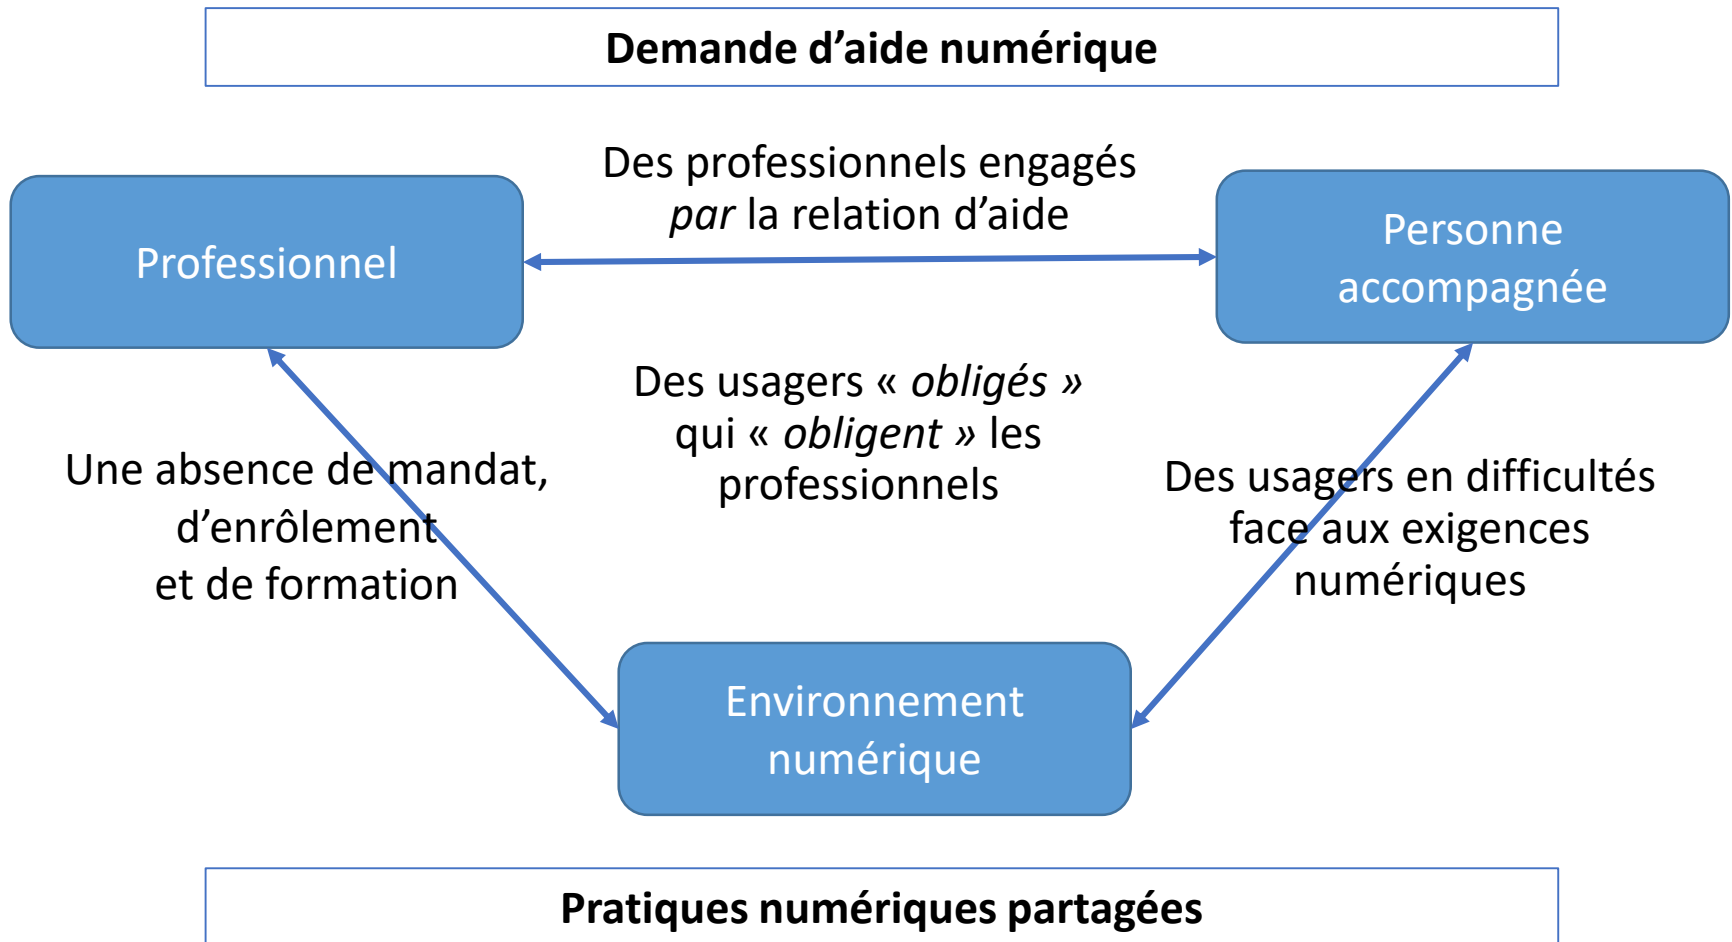 Demande d’aide numérique
Des professionnels engagés
par la relation d’aide
Professionnel
Personne
accompagnée
Des usagers « obligés »
qui « obligent » les
professionnels
Une absence de mandat,
d’enrôlement
et de formation
Des usagers en difficultés
face aux exigences
numériques
Environnement
numérique
Pratiques numériques partagées